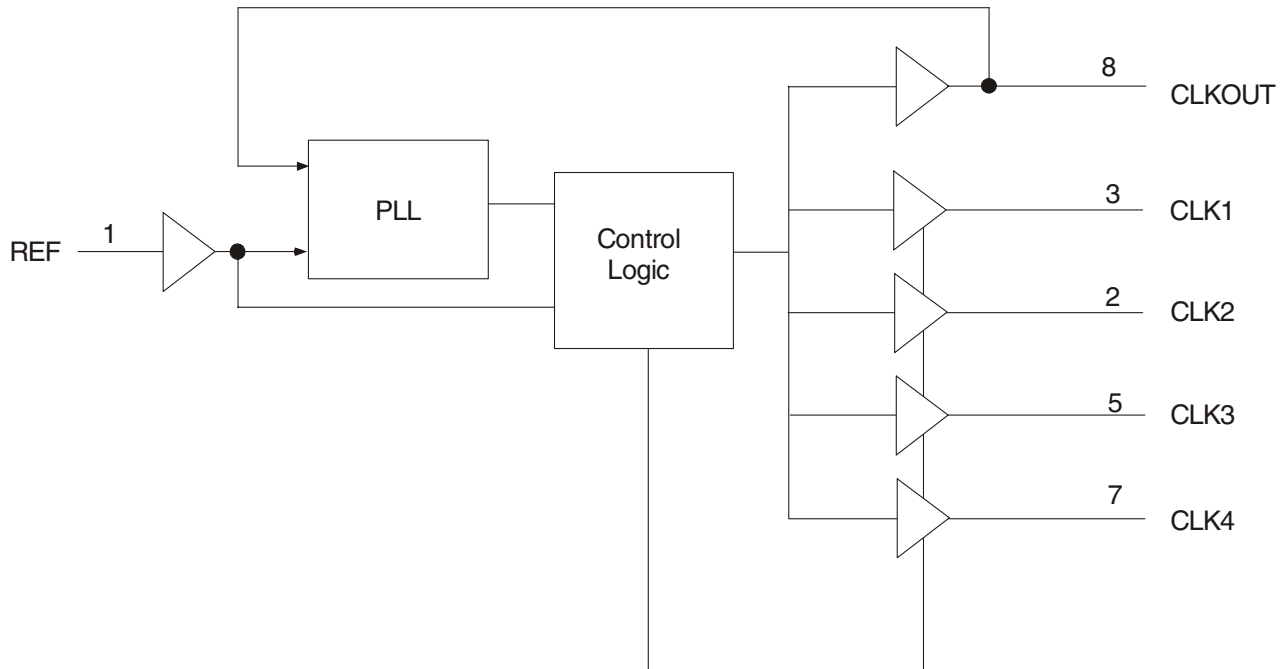 8
CLKOUT
PLL
3
CLK1
REF
1
Control
Logic
2
CLK2
5
CLK3
7
CLK4